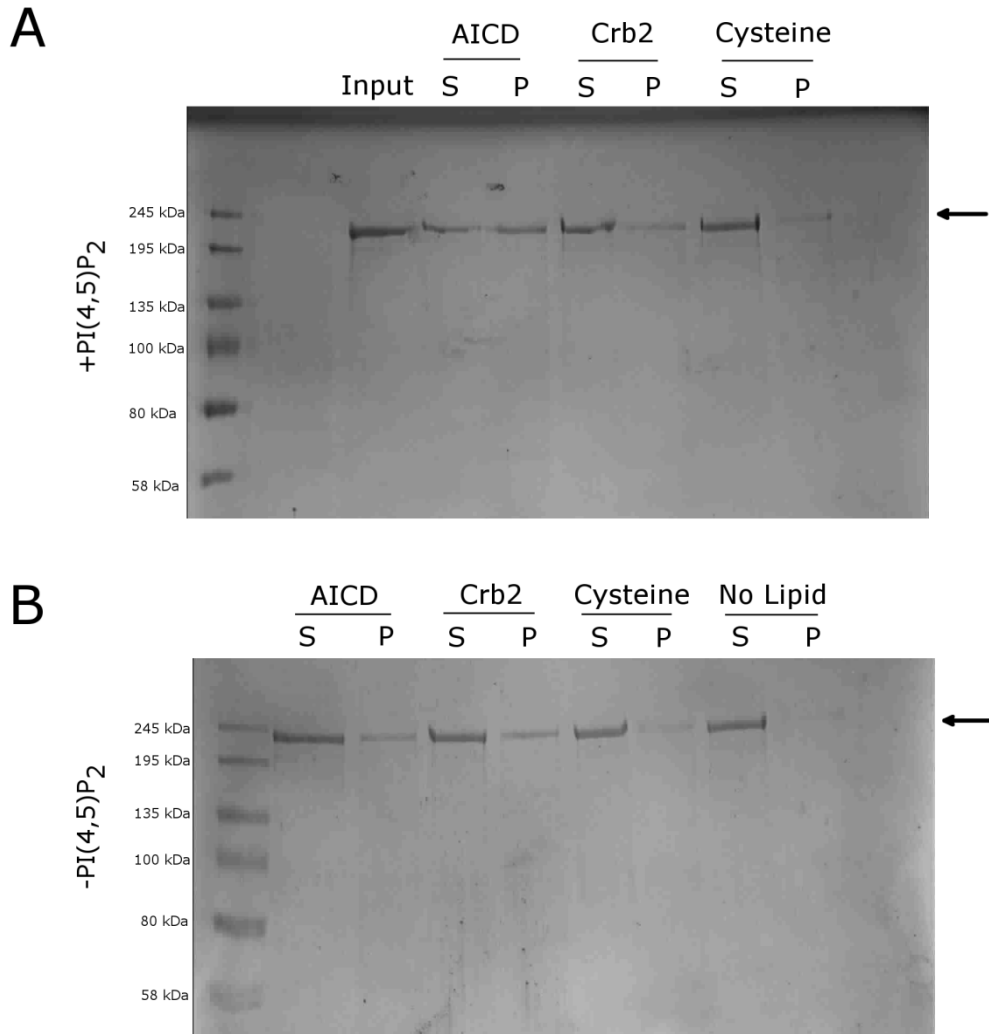 A
AICD Crb2 Cysteine
Input S P S P S P
+PI(4,5)P2
245 kDa
195 kDa
135 kDa
100 kDa
80 kDa
58 kDa
B
AICD Crb2 Cysteine No Lipid
S P S P S P S P
-PI(4,5)P2
245 kDa
195 kDa
135 kDa
100 kDa
80 kDa
58 kDa